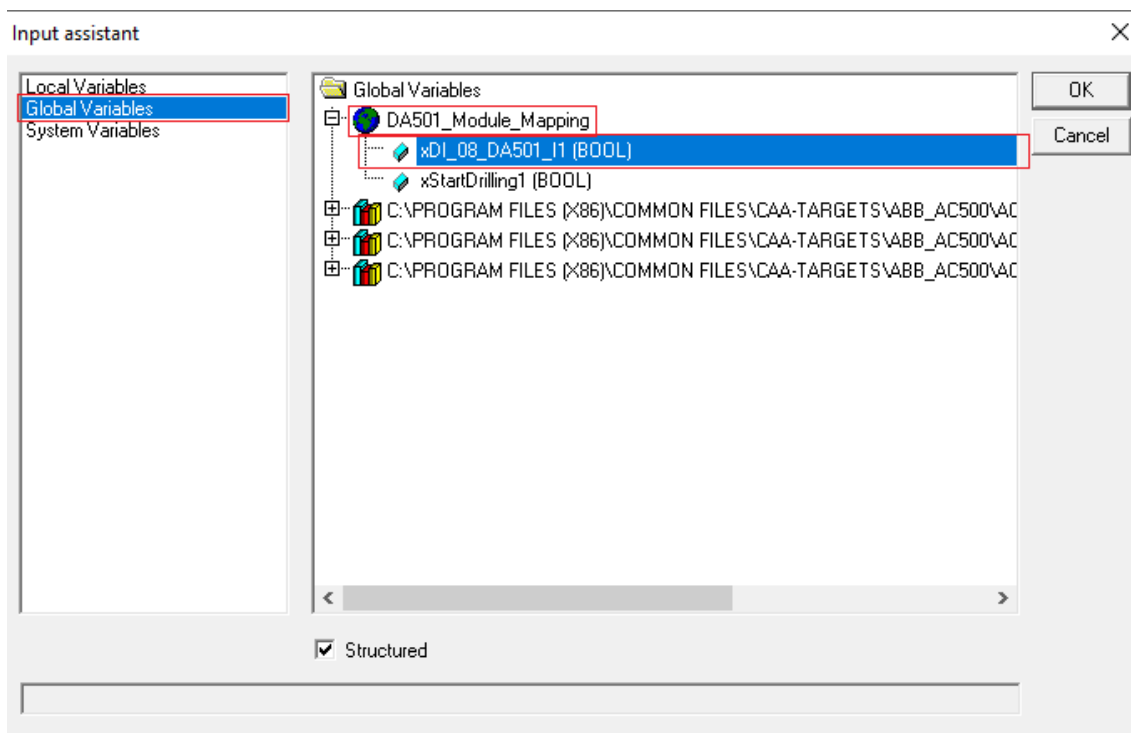 Input assistant
Local Variables
Global Variables
System Variables
Global Variables
DA501_Module_Mapping
xDI_08_DA501_I1 (BOOL)
xStartDrilling1 (BOOL)
C:\PROGRAM FILES (X86)\COMMON FILES\CAA-TARGETS\ABB_AC500\AC
C:\PROGRAM FILES (X86)\COMMON FILES\CAA-TARGETS\ABB_AC500\AC
C:\PROGRAM FILES (X86)\COMMON FILES\CAA-TARGETS\ABB_AC500\AC
OK
Cancel
Structured